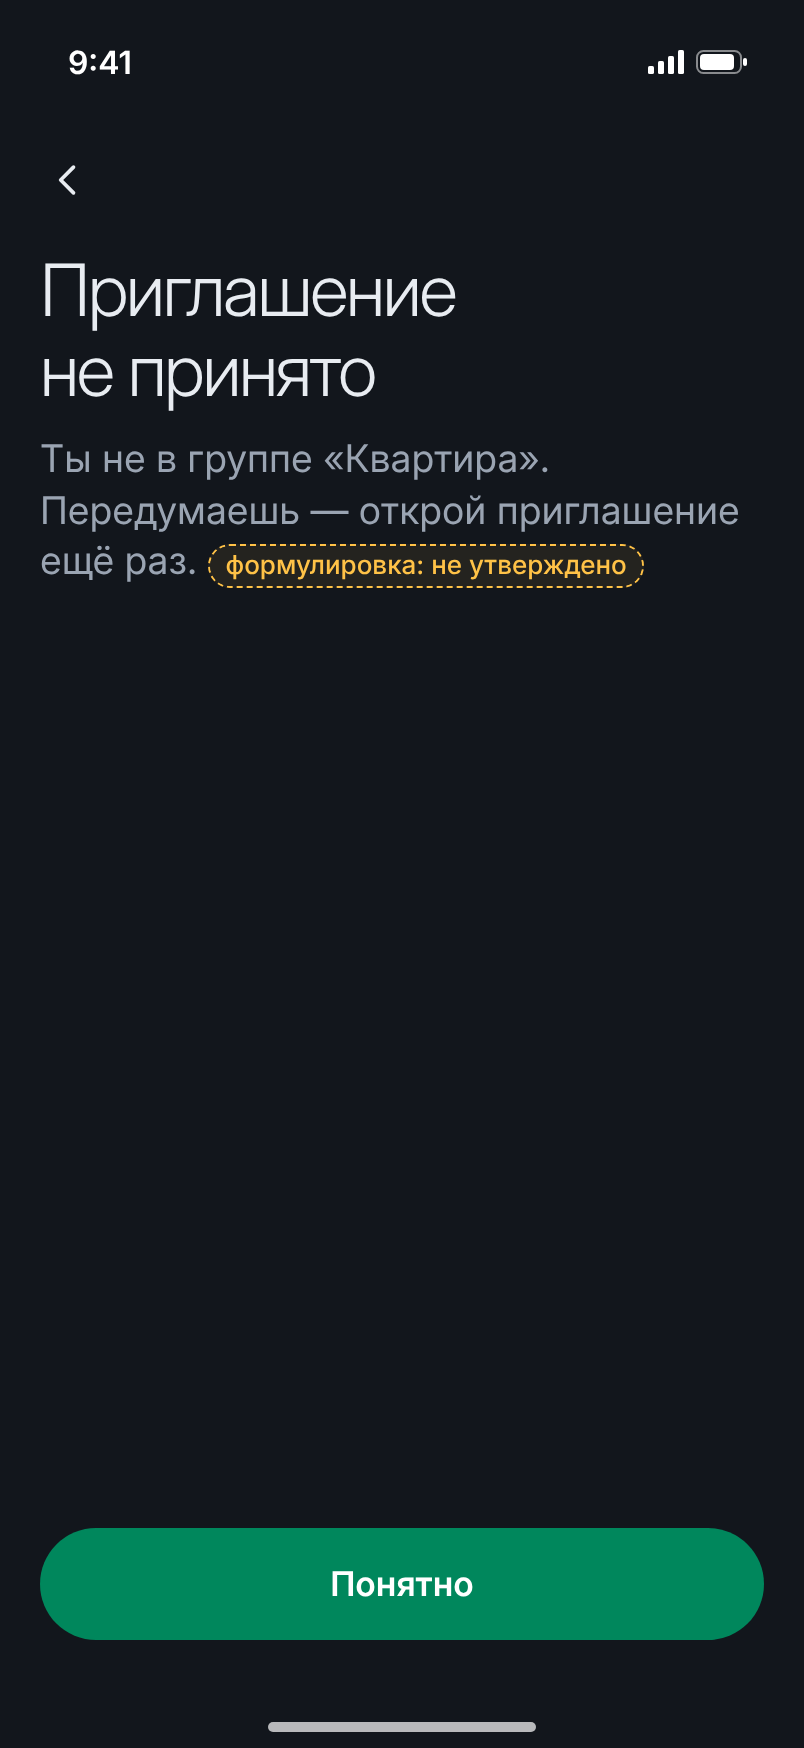 9:41
Приглашение
не принято
Ты не в группе «Квартира».
Передумаешь — открой приглашение
ещё раз. формулировка: не утверждено
Понятно